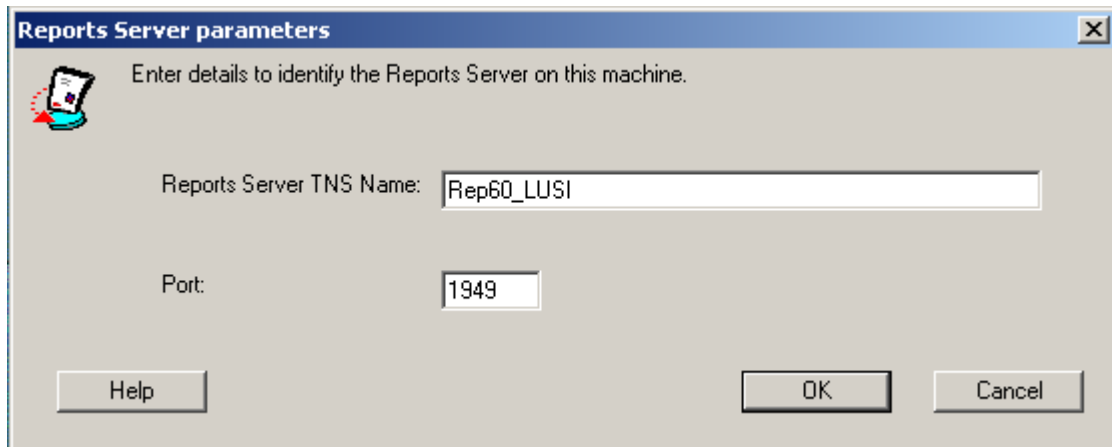 Reports Server parameters
Enter details to identify the Reports Server on this machine.
Reports Server TNS Name: Rep60_LUSI
Port: 1949
Help OK Cancel